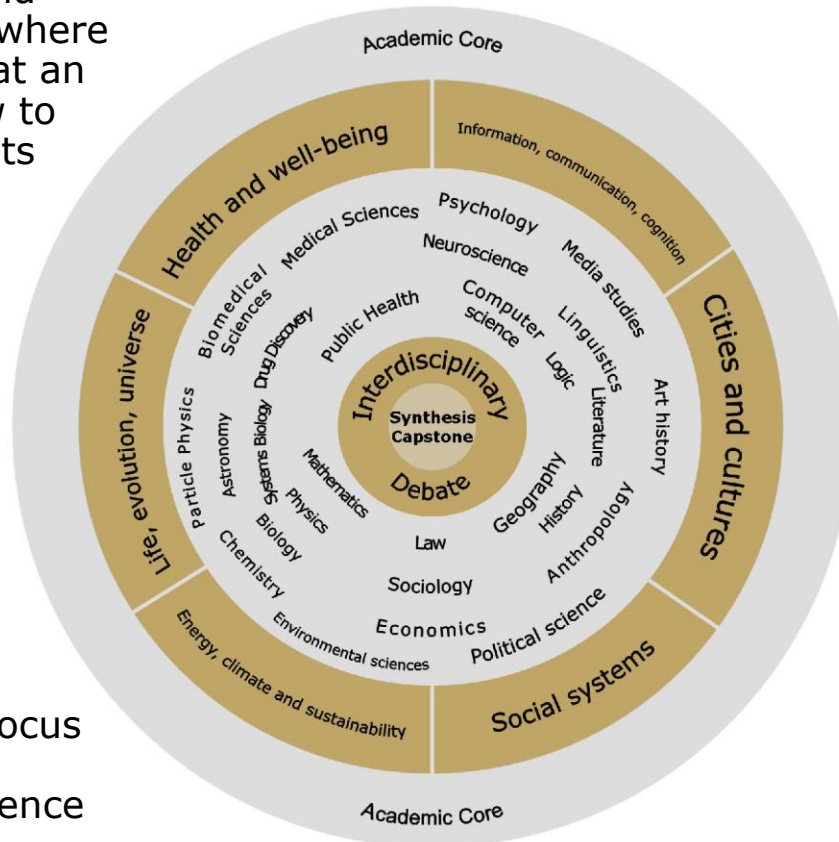 where
at an
to
ts
Academic Core
Health and well-being
Information, communication, cognition
Cities and cultures
Social systems
Energy, climate and sustainability
Life, evolution, universe
Medical Sciences
Psychology
Neuroscience
Media studies
Biomedical
Sciences
Drug Discovery
Public Health
Computer
science
Linguistics
Logic
Literature
Art history
Particle Physics
Astronomy
Systems Biology
Mathematics
Physics
Biology
Chemistry
Environmental sciences
Geography
History
Anthropology
Law
Sociology
Economics
Political science
Interdisciplinary
Synthesis
Capstone
Debate
ocus
ence
Academic Core